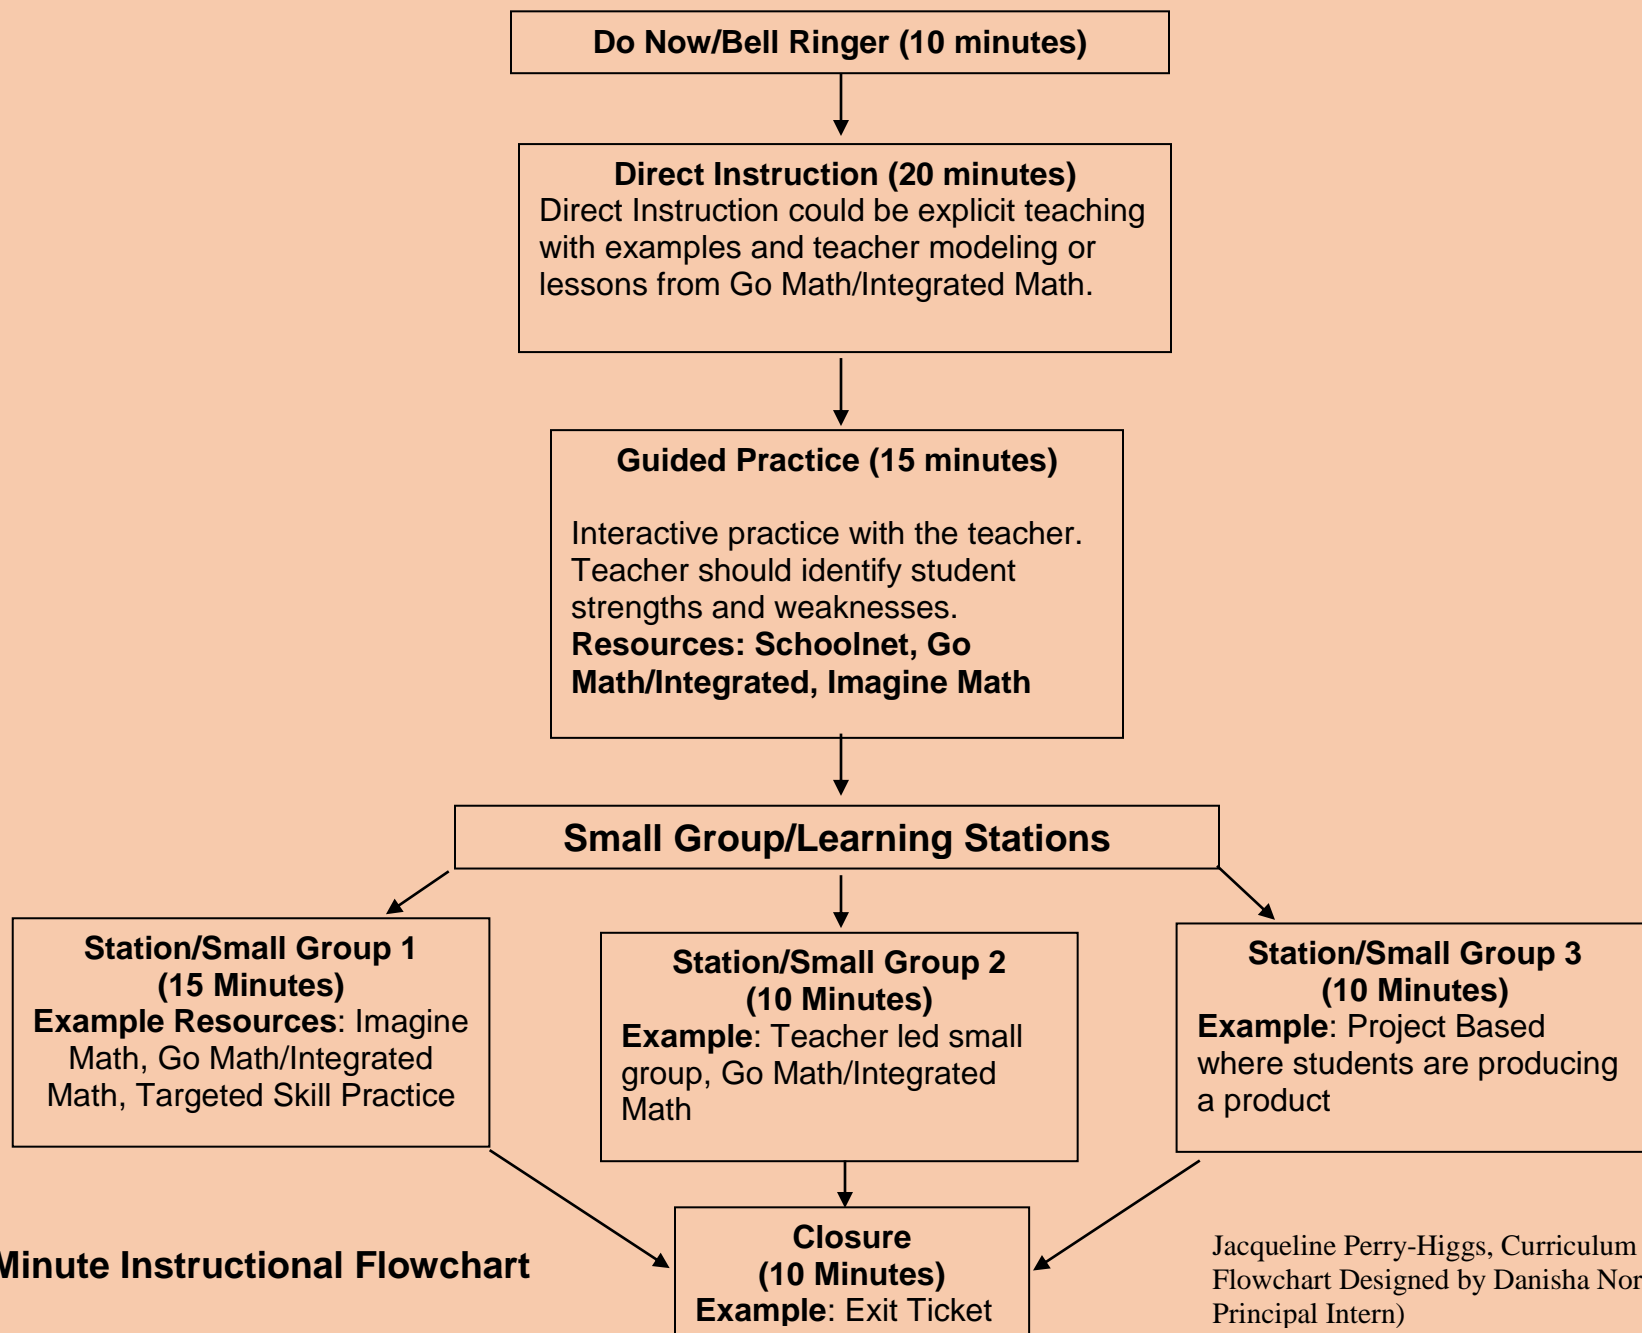 Do Now/Bell Ringer (10 minutes)
Direct Instruction (20 minutes)
Direct Instruction could be explicit teaching
with examples and teacher modeling or
lessons from Go Math/Integrated Math.
Guided Practice (15 minutes)
Interactive practice with the teacher.
Teacher should identify student
strengths and weaknesses.
Resources: Schoolnet, Go
Math/Integrated, Imagine Math
Small Group/Learning Stations
Station/Small Group 1
(15 Minutes)
Example Resources: Imagine
Math, Go Math/Integrated
Math, Targeted Skill Practice
Station/Small Group 2
(10 Minutes)
Example: Teacher led small
group, Go Math/Integrated
Math
Station/Small Group 3
(10 Minutes)
Example: Project Based
where students are producing
a product
Closure
(10 Minutes)
Example: Exit Ticket
Minute Instructional Flowchart
Jacqueline Perry-Higgs, Curriculum
Flowchart Designed by Danisha
Principal Intern)